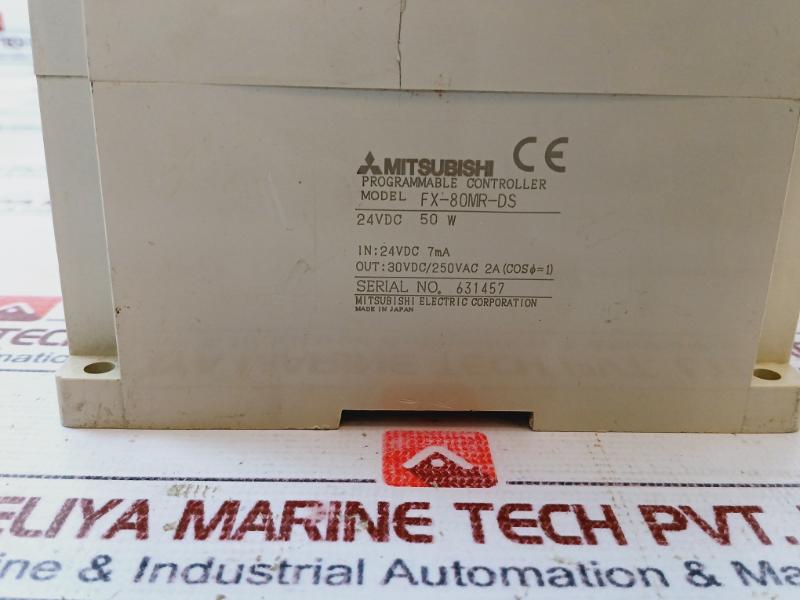 MITSUBISHI CE
PROGRAMMABLE CONTROLLER
MODEL FX-80MR-DS
24VDC 50 W
IN:24VDC 7mA
OUT:30VDC/250VAC 2A(COSϕ=1)
SERIAL NO. 631457
MITSUBISHI ELECTRIC CORPORATION
MADE IN JAPAN
ELIYA MARINE TECH PVT.
ine & Industrial Automation & Navi